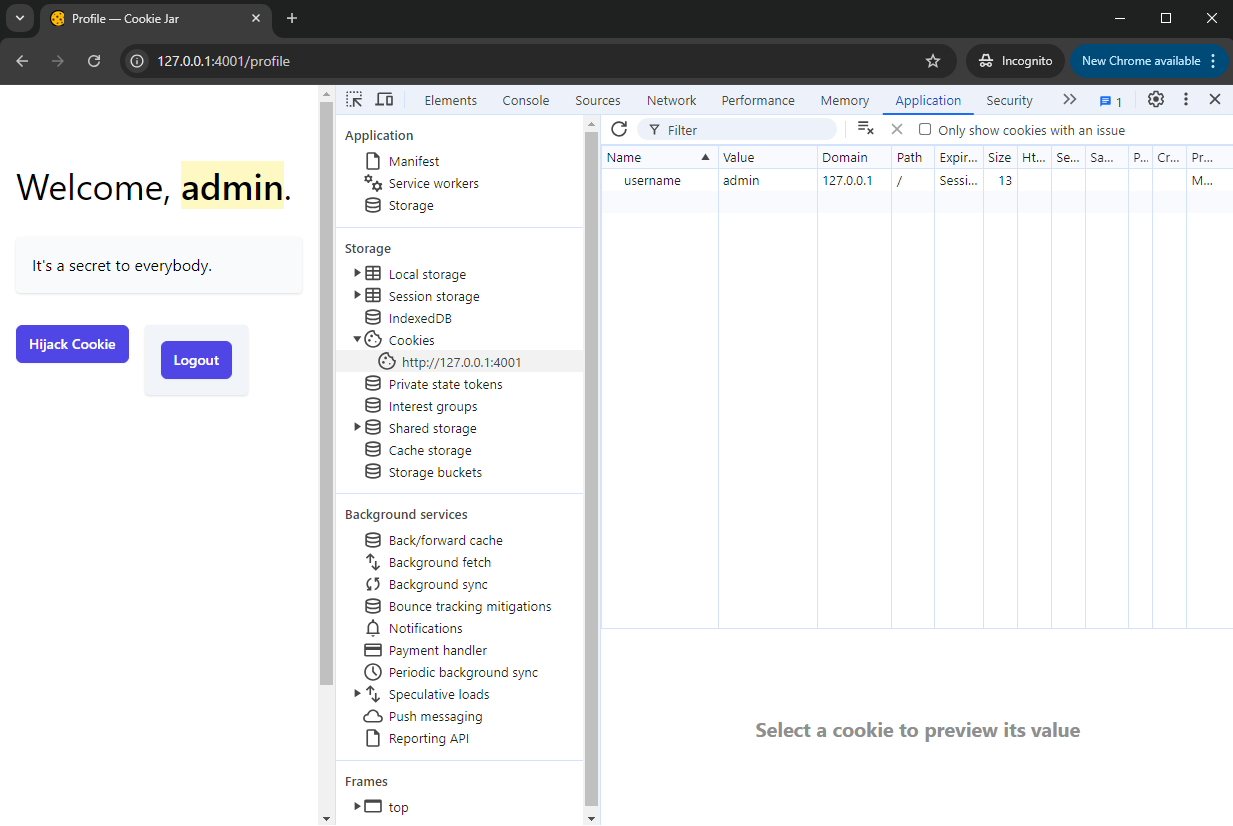 Profile — Cookie Jar
127.0.0.1:4001/profile
Incognito
New Chrome available
Welcome, admin.
It's a secret to everybody.
Hijack Cookie
Logout
Elements Console Sources Network Performance Memory Application Security 1
Application
Manifest
Service workers
Storage
Storage
Local storage
Session storage
IndexedDB
Cookies
http://127.0.0.1:4001
Private state tokens
Interest groups
Shared storage
Cache storage
Storage buckets
Background services
Back/forward cache
Background fetch
Background sync
Bounce tracking mitigations
Notifications
Payment handler
Periodic background sync
Speculative loads
Push messaging
Reporting API
Frames
top
Filter
Only show cookies with an issue
Name Value Domain Path Expir... Size Ht... Se... Sa... P... Cr... Pr...
username admin 127.0.0.1 / Sessi... 13 M...
Select a cookie to preview its value